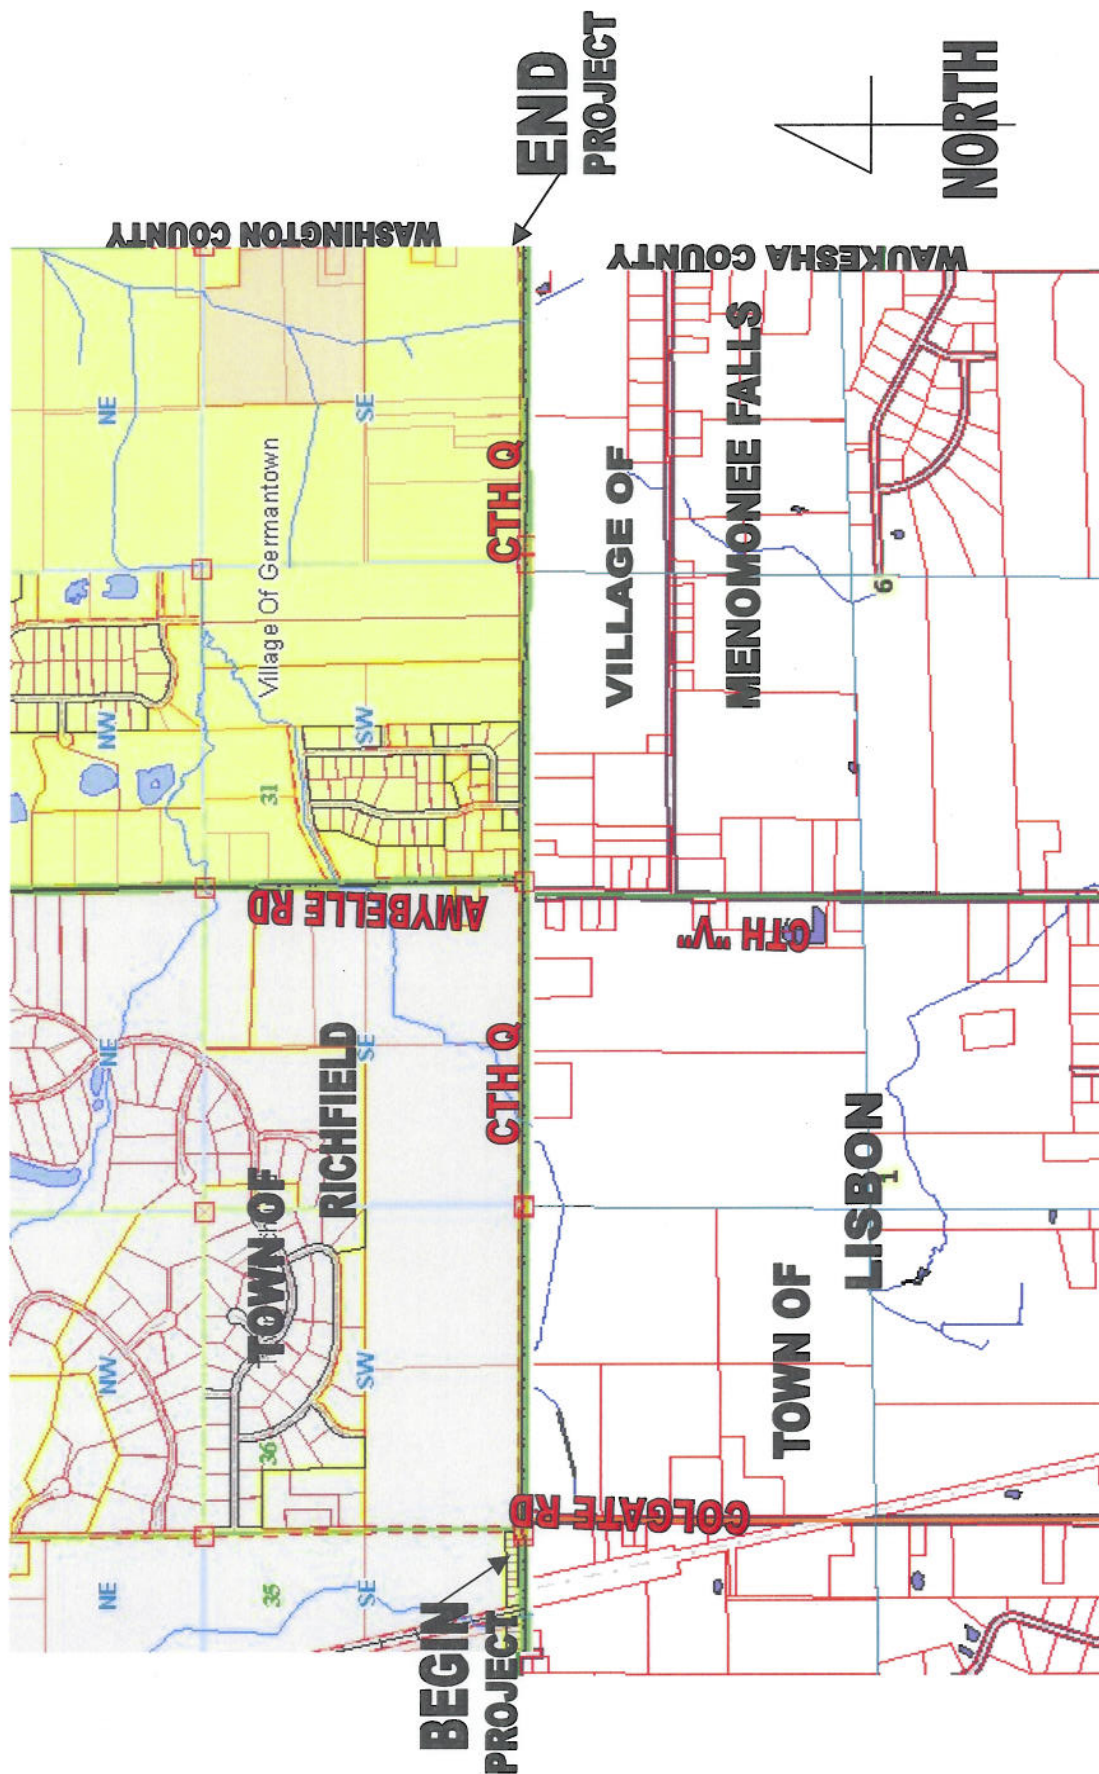 NE
NW
NE
NW
NE
WASHINGTON COUNTY
35
36
TOWN OF
RICHFIELD
31
Village Of Germantown
AMYBELLE RD
SE
SW
SE
SW
SE
BEGIN
PROJECT
CTH Q
CTH Q
END
PROJECT
COLGATE RD
CTH "V"
VILLAGE OF
MENOMONEE FALLS
WAUKESHA COUNTY
TOWN OF
LISBON
1
6
NORTH